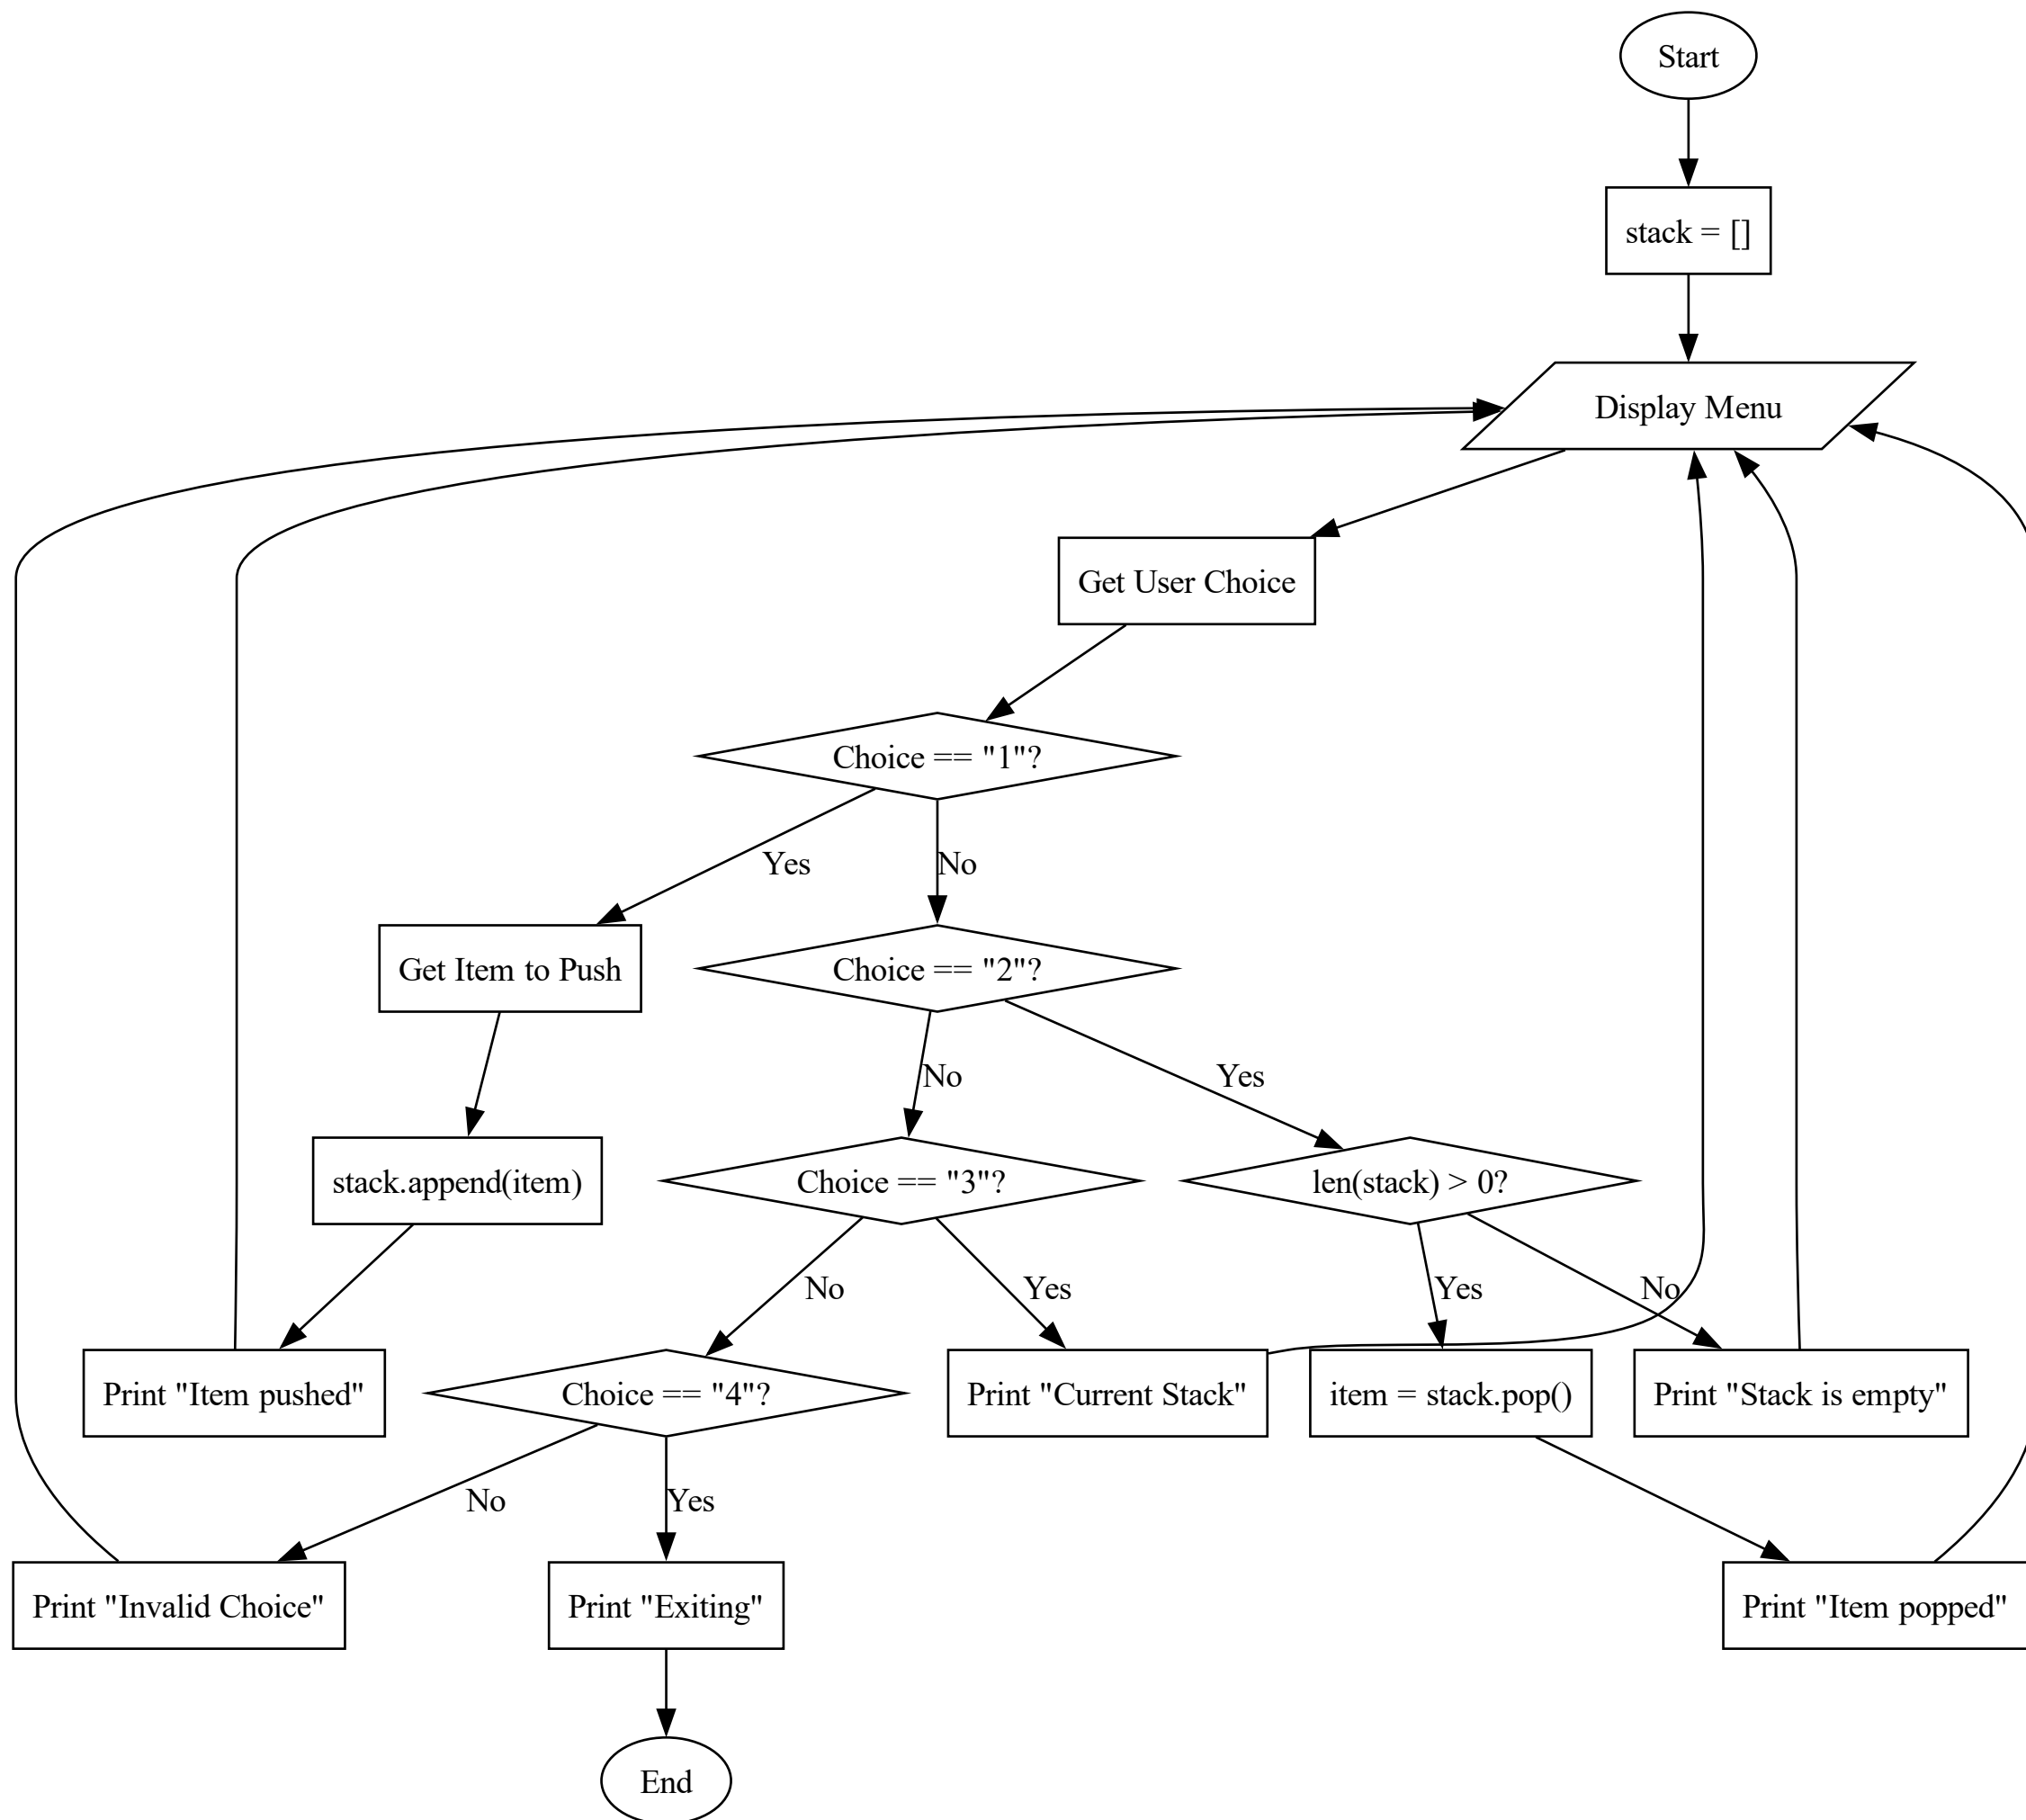 Start
stack = []
Display Menu
Get User Choice
Choice == "1"?
Yes
No
Get Item to Push
Choice == "2"?
No
Yes
stack.append(item)
Choice == "3"?
len(stack) > 0?
No
Yes
Yes
No
Print "Item pushed"
Choice == "4"?
Print "Current Stack"
item = stack.pop()
Print "Stack is empty"
No
Yes
Print "Invalid Choice"
Print "Exiting"
Print "Item popped"
End